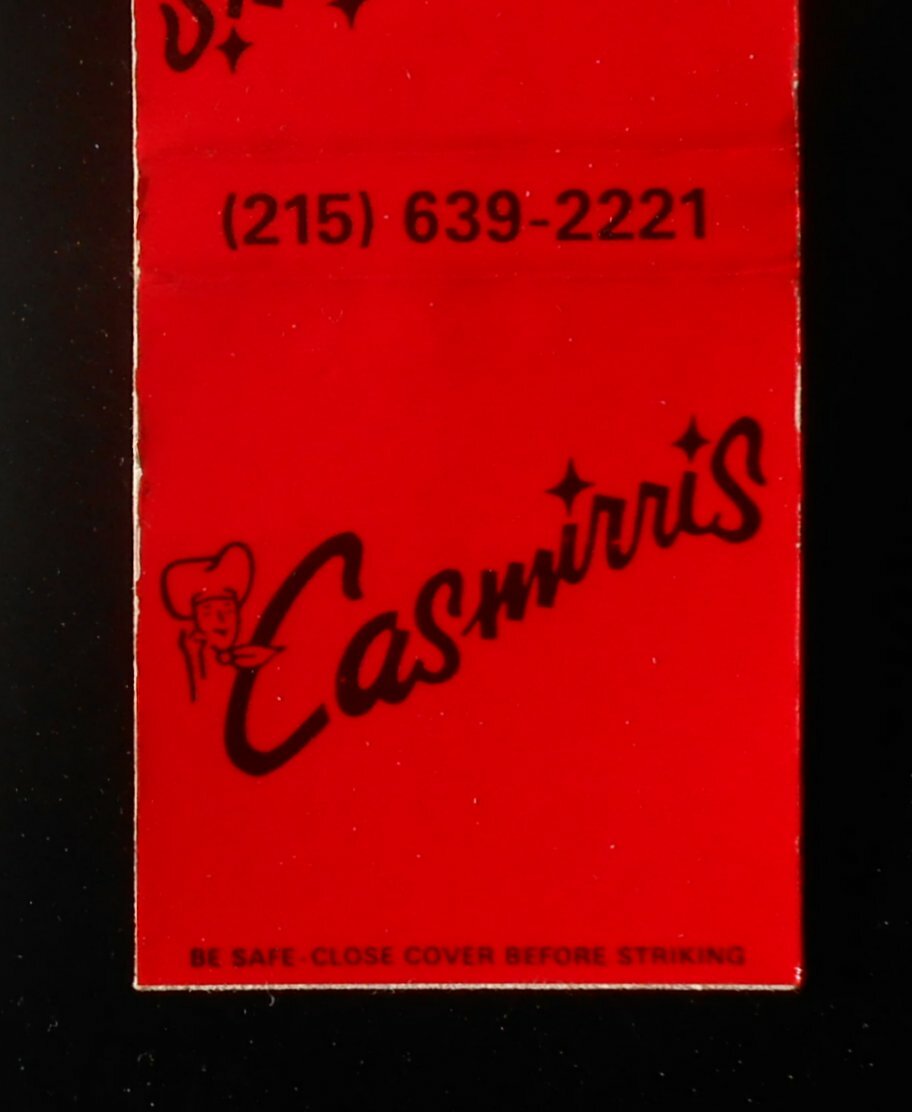 (215) 639-2221
Casmirris
BE SAFE-CLOSE COVER BEFORE STRIKING